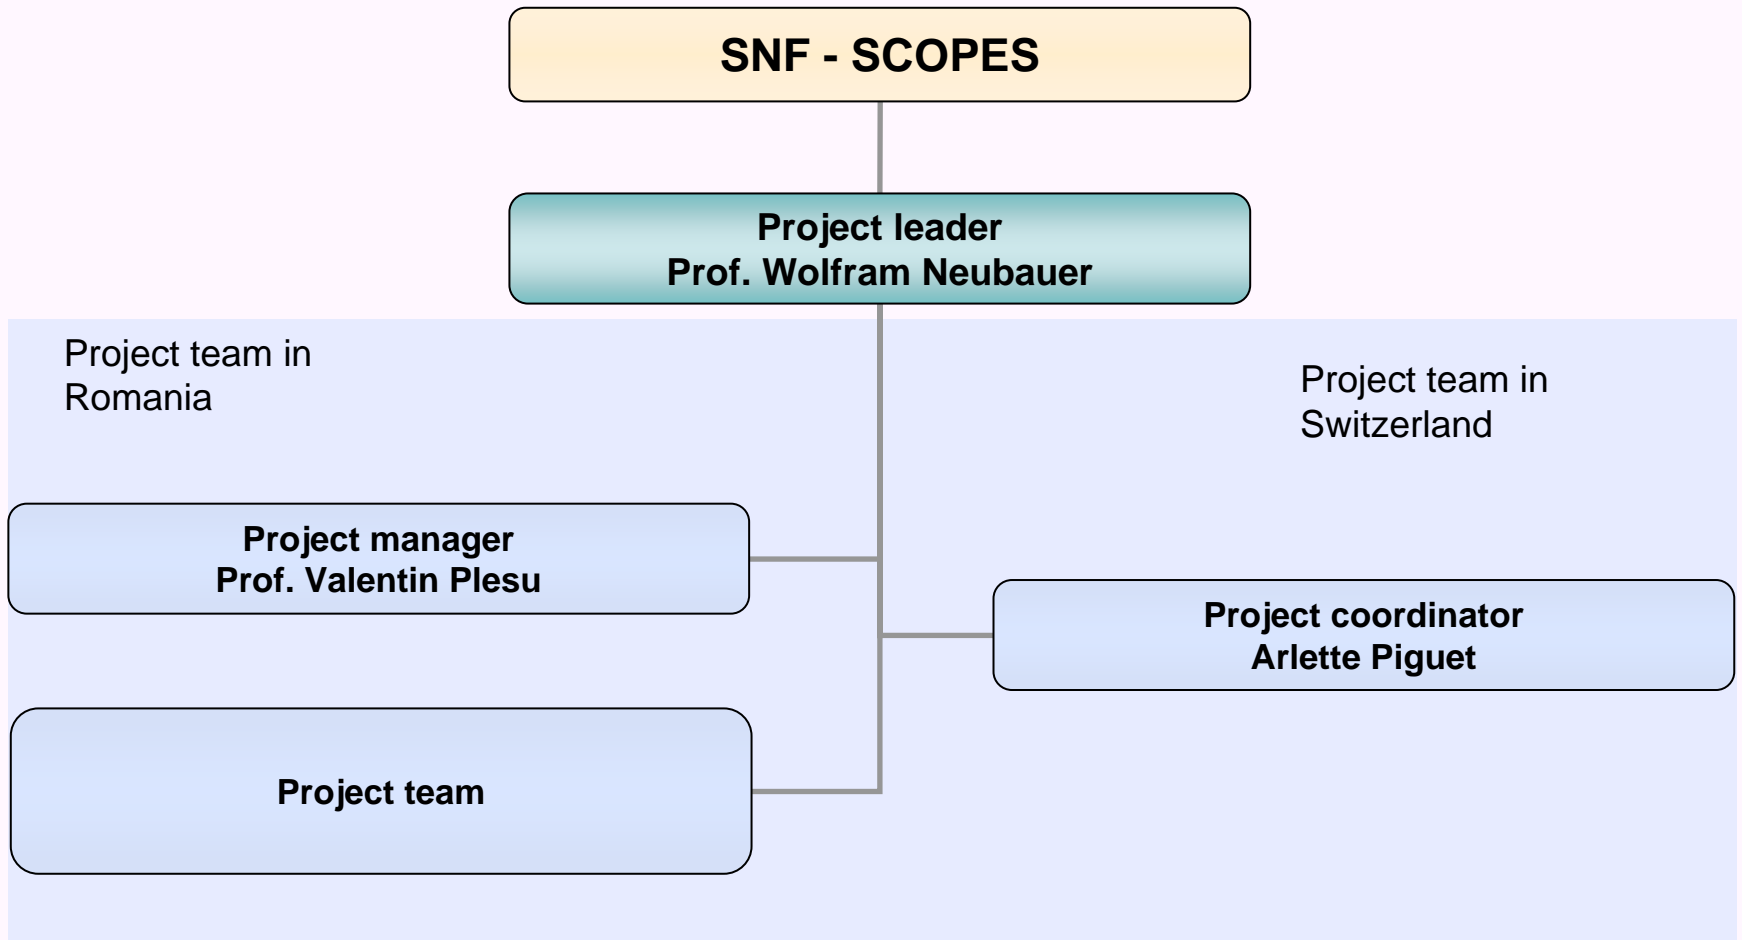 SNF - SCOPES
Project leader
Prof. Wolfram Neubauer
Project team in
Romania
Project team in
Switzerland
Project manager
Prof. Valentin Plesu
Project coordinator
Arlette Piguet
Project team